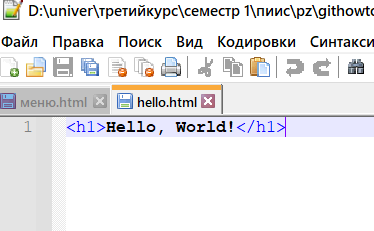 D:\univer\третийкурс\семестр 1\пиис\pz\githowto
Файл Правка Поиск Вид Кодировки Синтакси
меню.html hello.html
1 <h1>Hello, World!</h1>